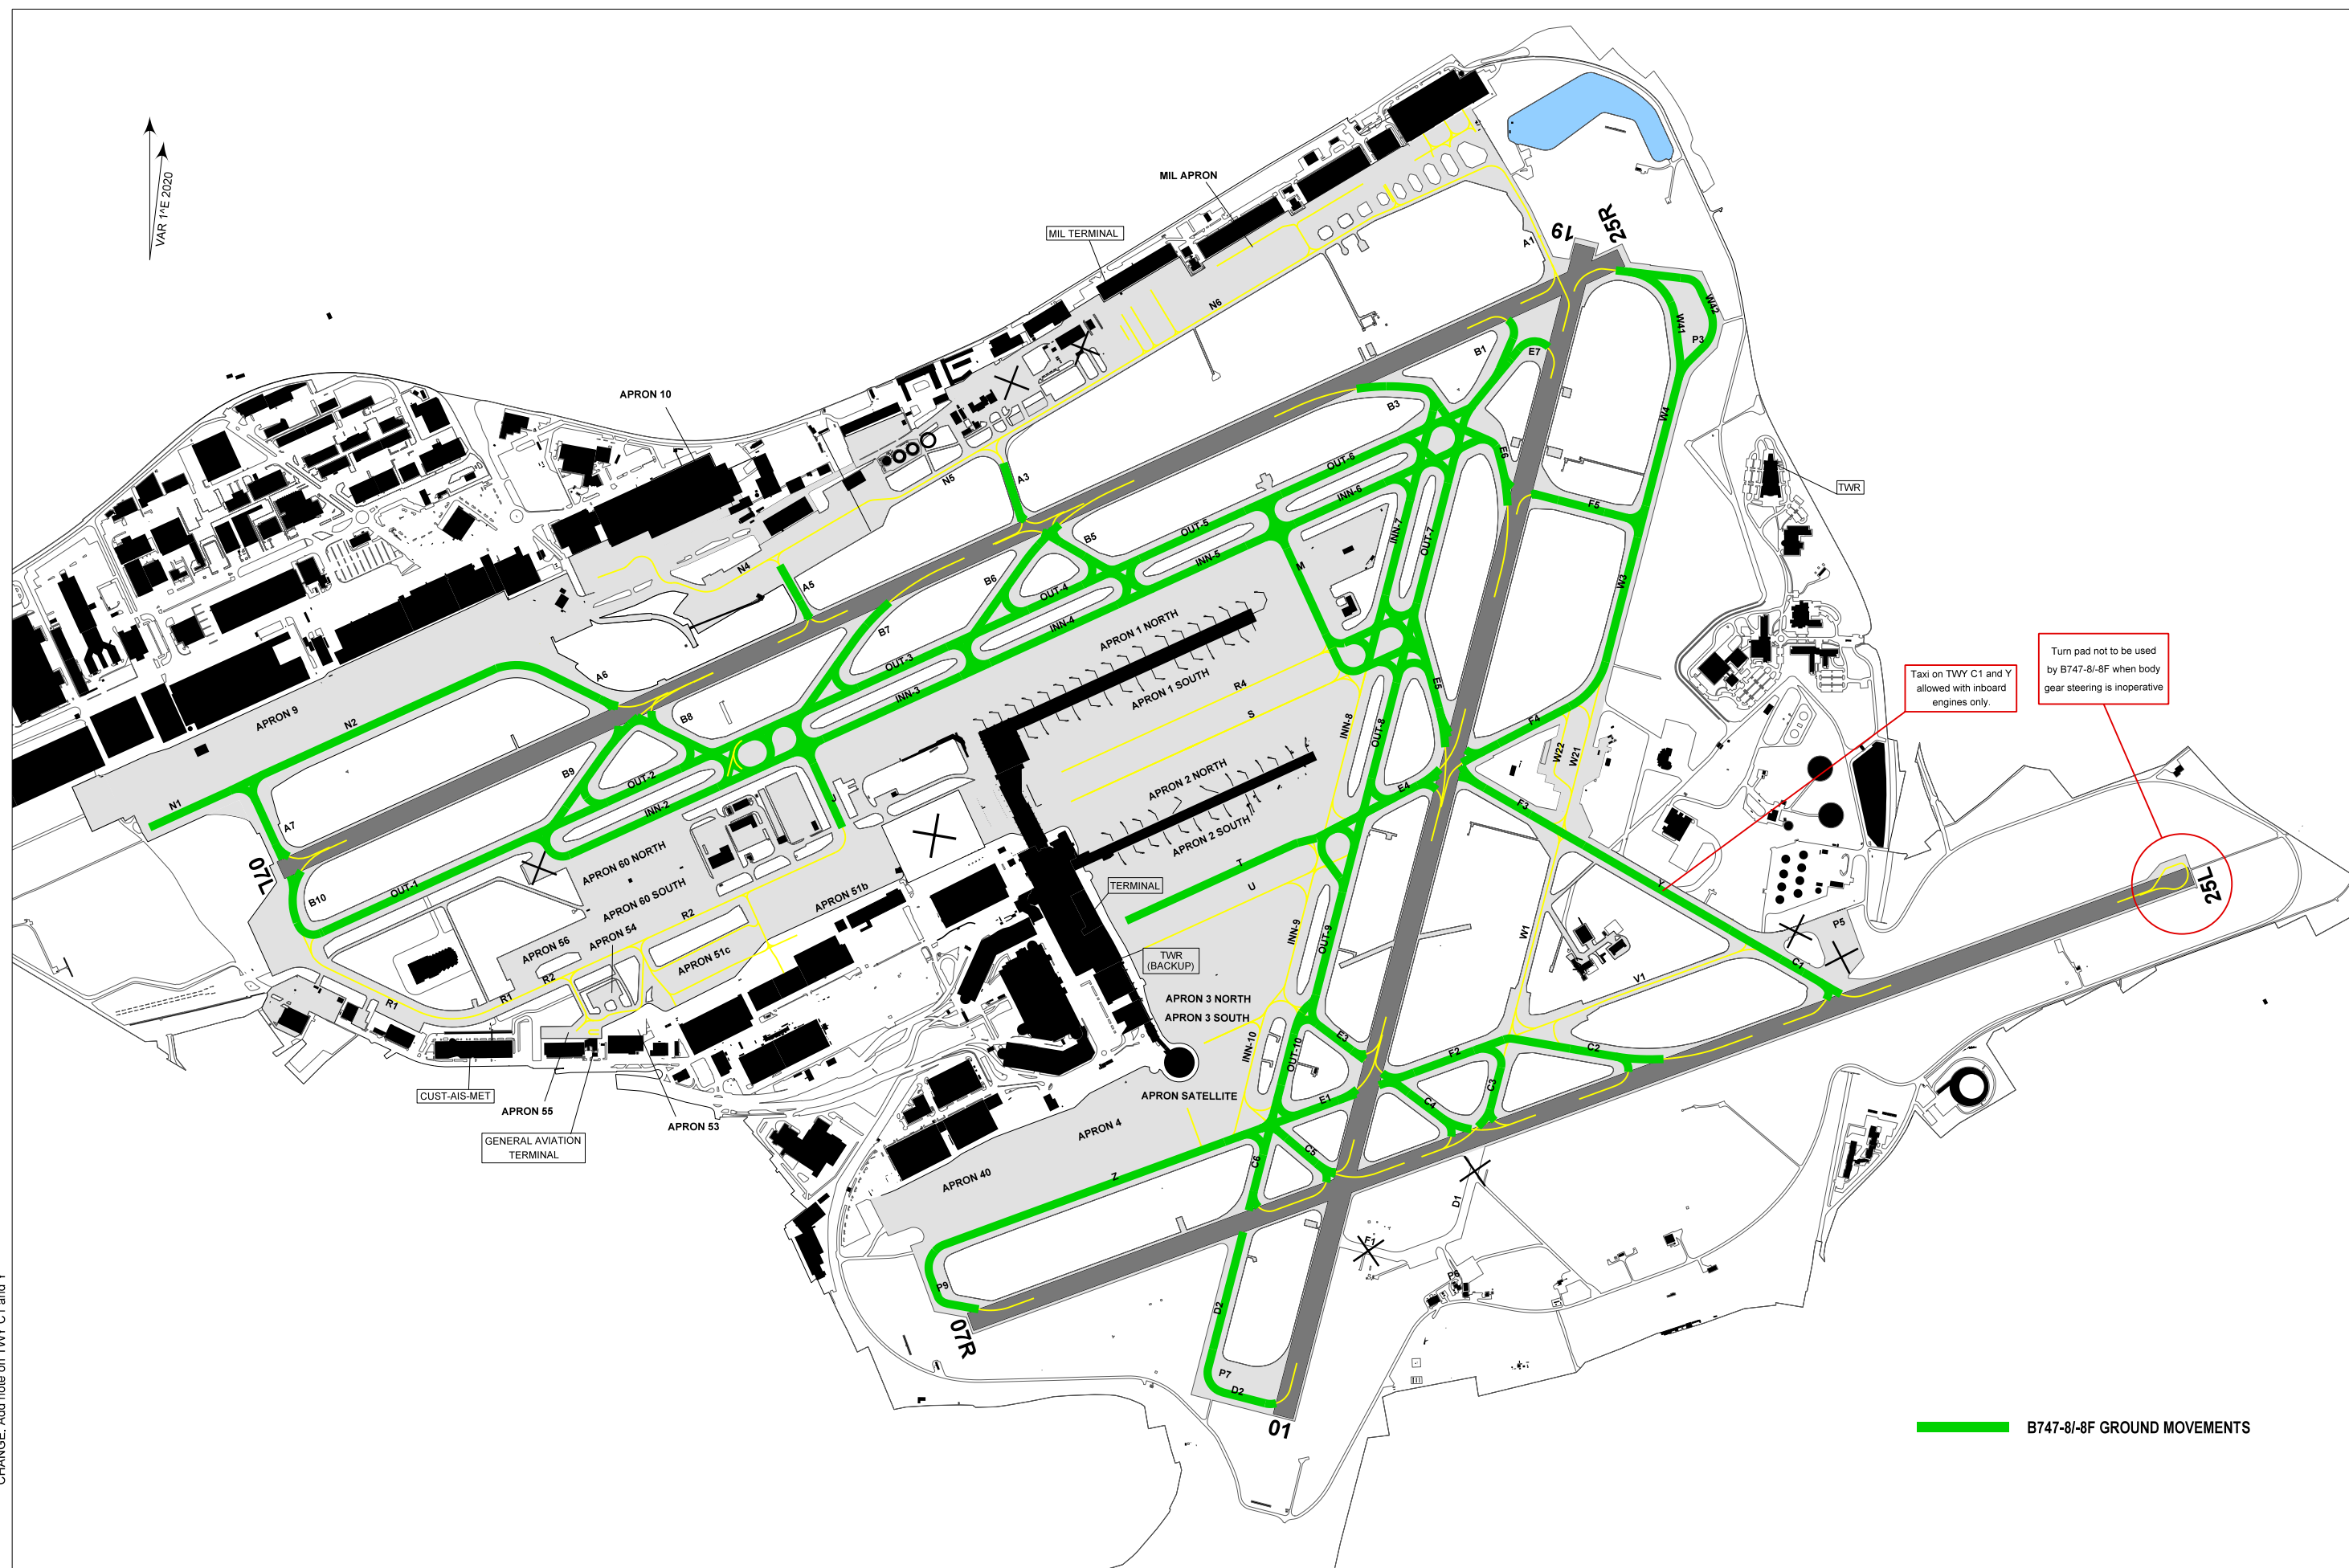 VAR 1^E 2020
MIL APRON
MIL TERMINAL
19
25R
A1
N6
W42
W41
P3
B1
E7
APRON 10
B3
W4
TWR
OUT-6
E6
A3
N5
INN-6
F5
OUT-5
INN-7
OUT-7
B5
INN-5
M
N4
A5
B6
OUT-4
W3
INN-4
B7
APRON 1 NORTH
OUT-3
A6
INN-3
APRON 1 SOUTH
R4
E5
S
APRON 9
N2
B8
INN-8
OUT-8
F4
W22
W21
Taxi on TWY C1 and Y
allowed with inboard
engines only.
Turn pad not to be used
by B747-8/-8F when body
gear steering is inoperative
N1
B9
OUT-2
INN-2
J
APRON 2 NORTH
E4
F3
A7
07L
B10
OUT-1
APRON 60 NORTH
APRON 60 SOUTH
APRON 51b
APRON 2 SOUTH
T
U
TERMINAL
Y
25L
R2
APRON 54
APRON 56
R2
APRON 51c
TWR
(BACKUP)
INN-9
OUT-9
W1
P5
C1
V1
R1
R1
APRON 3 NORTH
APRON 3 SOUTH
INN-10
OUT-10
E3
F2
C2
CUST-AIS-MET
APRON 55
GENERAL AVIATION
TERMINAL
APRON 53
APRON SATELLITE
APRON 4
E1
C3
C4
C5
C6
Z
APRON 40
D1
F1
P6
P9
07R
D2
P7
D2
01
B747-8/-8F GROUND MOVEMENTS
CHANGE: Add note on TWY C1 and Y